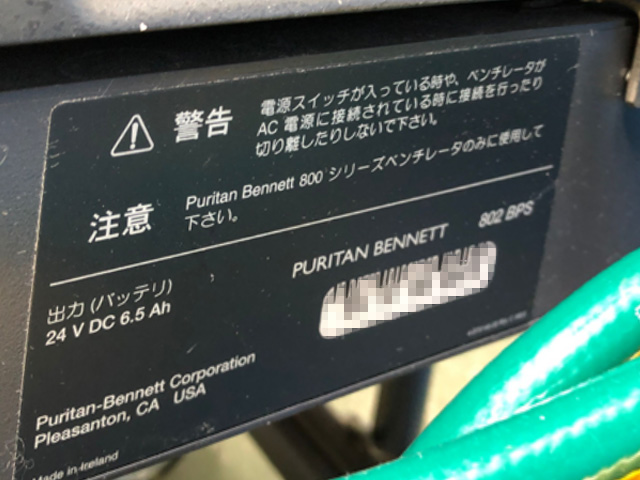 警告
電源スイッチが入っている時や、ベンチレータが
AC 電源に接続されている時に接続を行ったり
切り離したりしないで下さい。
注意
Puritan Bennett 800 シリーズベンチレータのみに使用して
下さい。
出力 (バッテリ)
24 V DC 6.5 Ah
PURITAN BENNETT
802 BPS
Puritan-Bennett Corporation
Pleasanton, CA USA
Made in Ireland